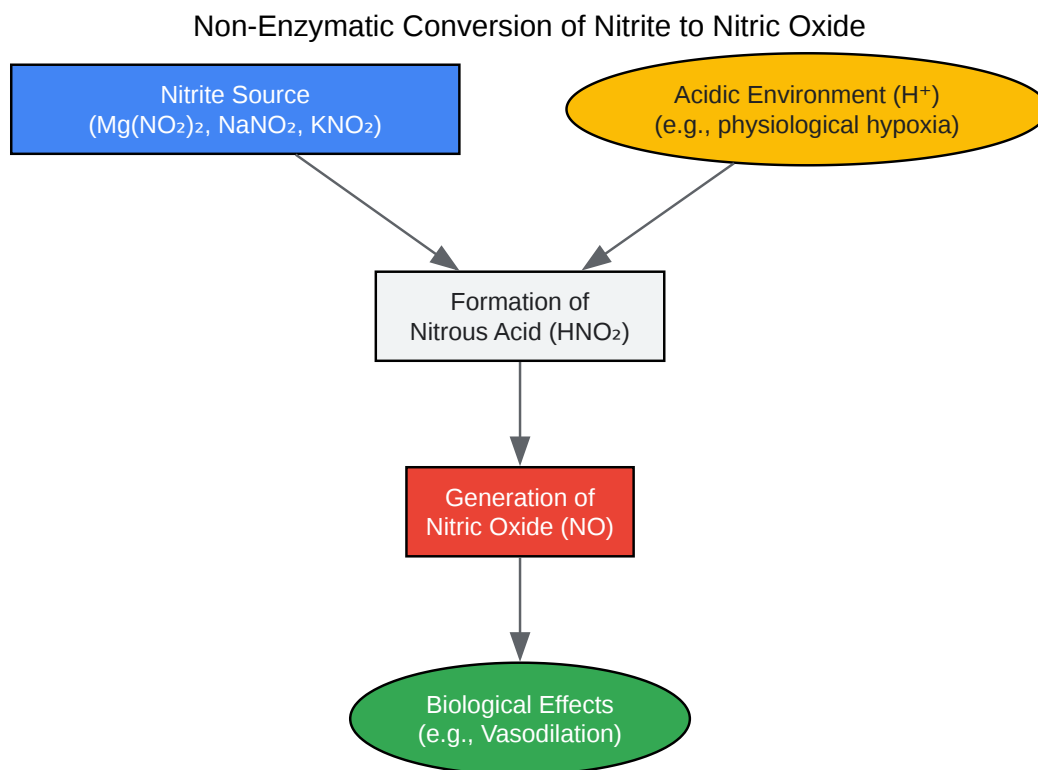 Non-Enzymatic Conversion of Nitrite to Nitric Oxide
Nitrite Source
(Mg(NO₂)₂, NaNO₂, KNO₂)
Acidic Environment (H⁺)
(e.g., physiological hypoxia)
Formation of
Nitrous Acid (HNO₂)
Generation of
Nitric Oxide (NO)
Biological Effects
(e.g., Vasodilation)